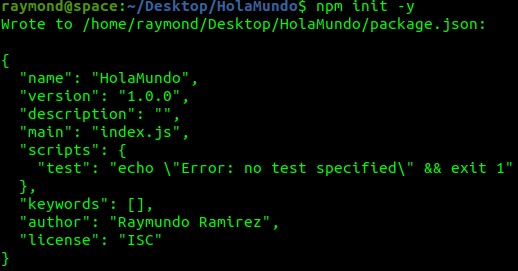 raymond@space:~/Desktop/HolaMundo$ npm init -y
Wrote to /home/raymond/Desktop/HolaMundo/package.json:

{
  "name": "HolaMundo",
  "version": "1.0.0",
  "description": "",
  "main": "index.js",
  "scripts": {
    "test": "echo \"Error: no test specified\" && exit 1"
  },
  "keywords": [],
  "author": "Raymundo Ramirez",
  "license": "ISC"
}